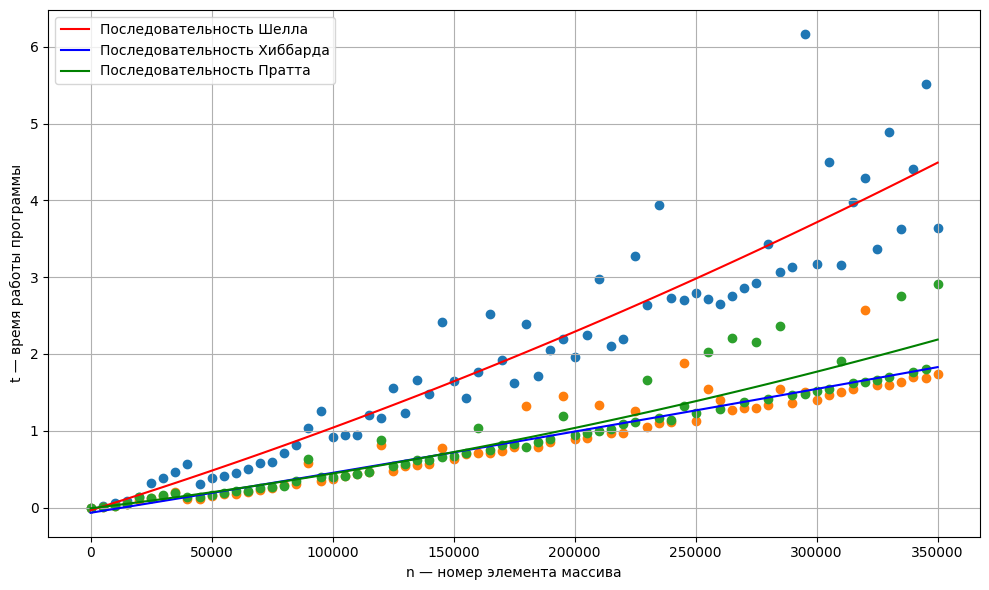 Последовательность Шелла
Последовательность Хиббарда
Последовательность Пратта
t — время работы программы
6
5
4
3
2
1
0
0 50000 100000 150000 200000 250000 300000 350000
n — номер элемента массива